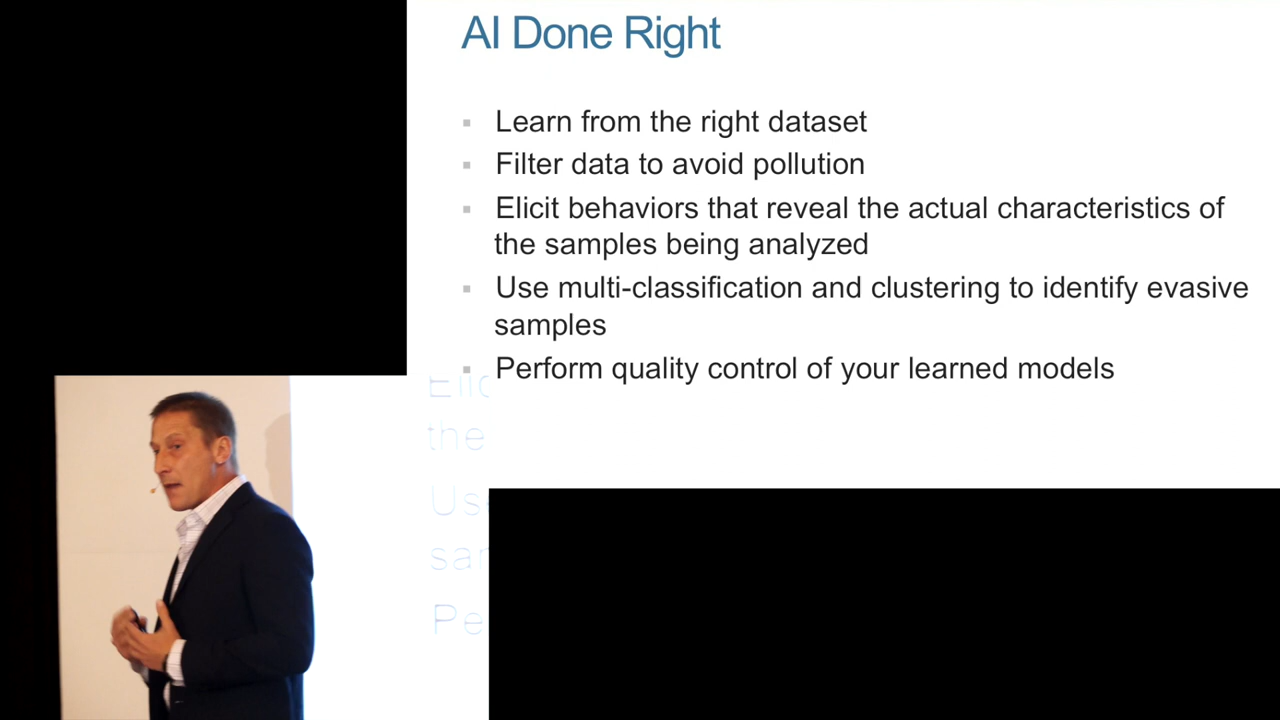 AI Done Right
Learn from the right dataset
Filter data to avoid pollution
Elicit behaviors that reveal the actual characteristics of
the samples being analyzed
Use multi-classification and clustering to identify evasive
samples
Perform quality control of your learned models
the